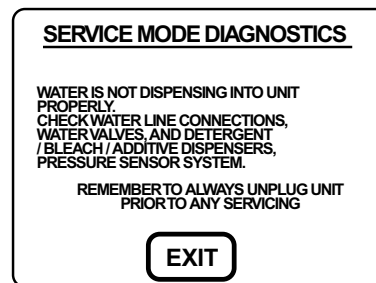 SERVICE MODE DIAGNOSTICS
WATER IS NOT DISPENSING INTO UNIT
PROPERLY.
CHECK WATER LINE CONNECTIONS,
WATER VALVES, AND DETERGENT
/ BLEACH / ADDITIVE DISPENSERS,
PRESSURE SENSOR SYSTEM.
REMEMBER TO ALWAYS UNPLUG UNIT
PRIOR TO ANY SERVICING
EXIT